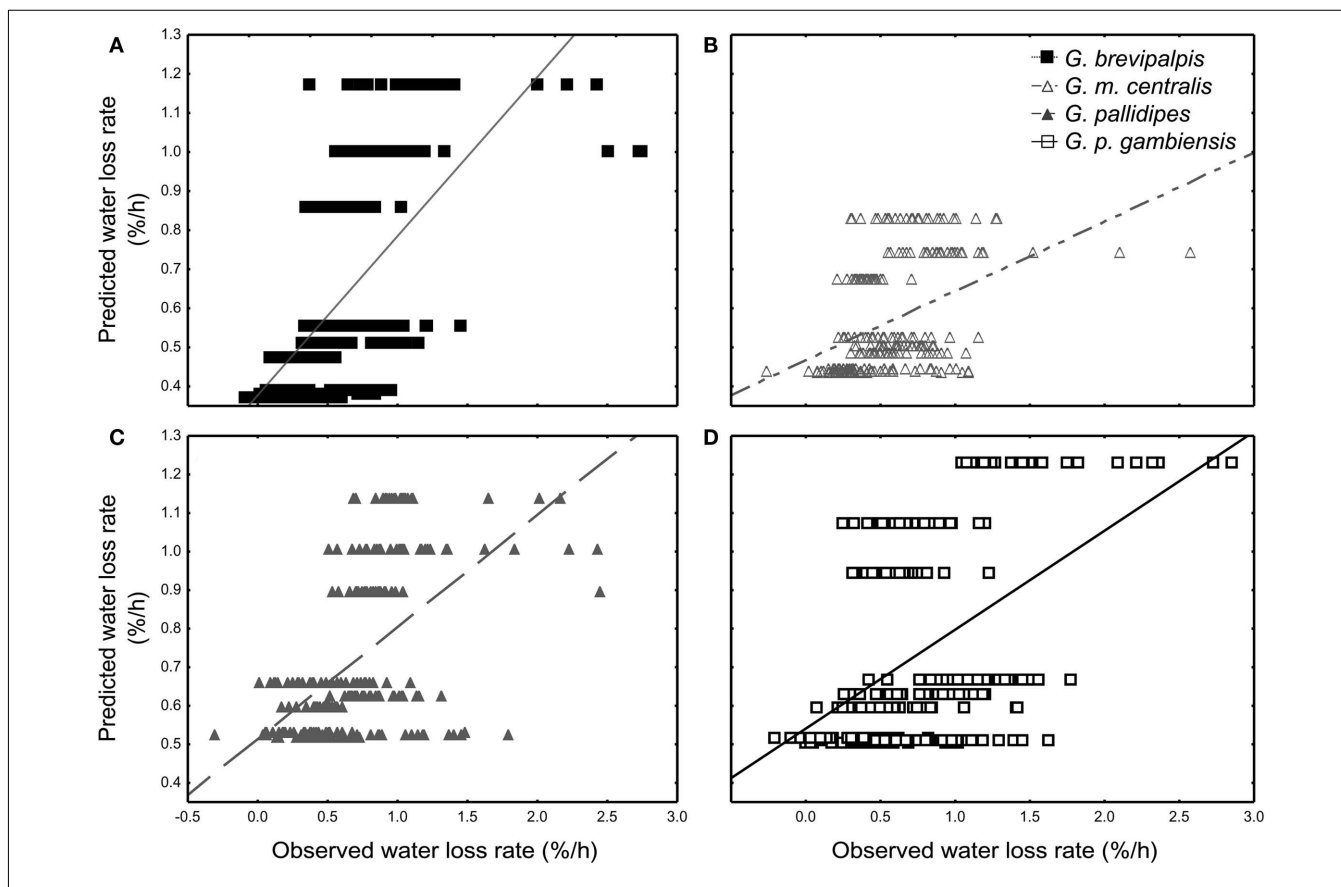 A
1.3
1.2
1.1
1.0
0.9
0.8
0.7
0.6
0.5
0.4
Predicted water loss rate
(%/h)
B
G. brevipalpis
G. m. centralis
G. pallidipes
G. p. gambiensis
C
1.3
1.2
1.1
1.0
0.9
0.8
0.7
0.6
0.5
0.4
Predicted water loss rate
(%/h)
-0.5 0.0 0.5 1.0 1.5 2.0 2.5 3.0
Observed water loss rate (%/h)
D
0.0 0.5 1.0 1.5 2.0 2.5 3.0
Observed water loss rate (%/h)